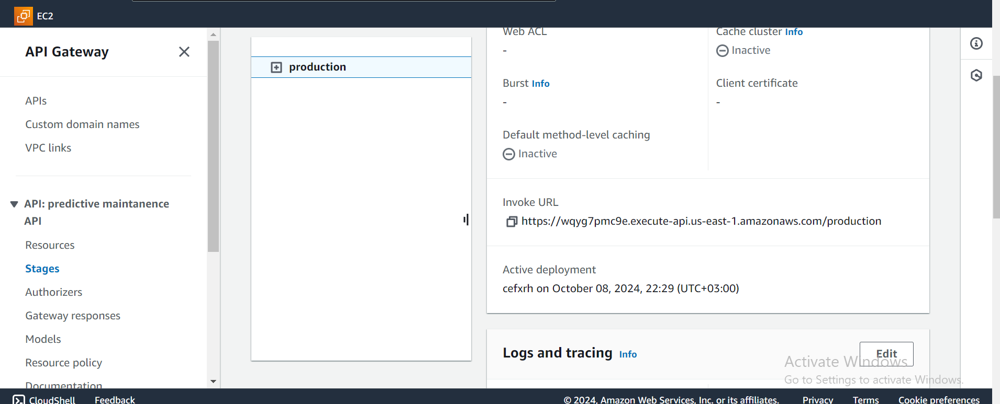 EC2
API Gateway
APIs
Custom domain names
VPC links
API: predictive maintanence
API
Resources
Stages
Authorizers
Gateway responses
Models
Resource policy
Documentation
production
Web ACL
-
Cache cluster Info
Inactive
Burst Info
-
Client certificate
-
Default method-level caching
Inactive
Invoke URL
https://wqyg7pmc9e.execute-api.us-east-1.amazonaws.com/production
Active deployment
cefxrh on October 08, 2024, 22:29 (UTC+03:00)
Logs and tracing Info
Edit
Activate Windows
Go to Settings to activate Windows.
CloudShell Feedback
© 2024, Amazon Web Services, Inc. or its affiliates. Privacy Terms Cookie preferences